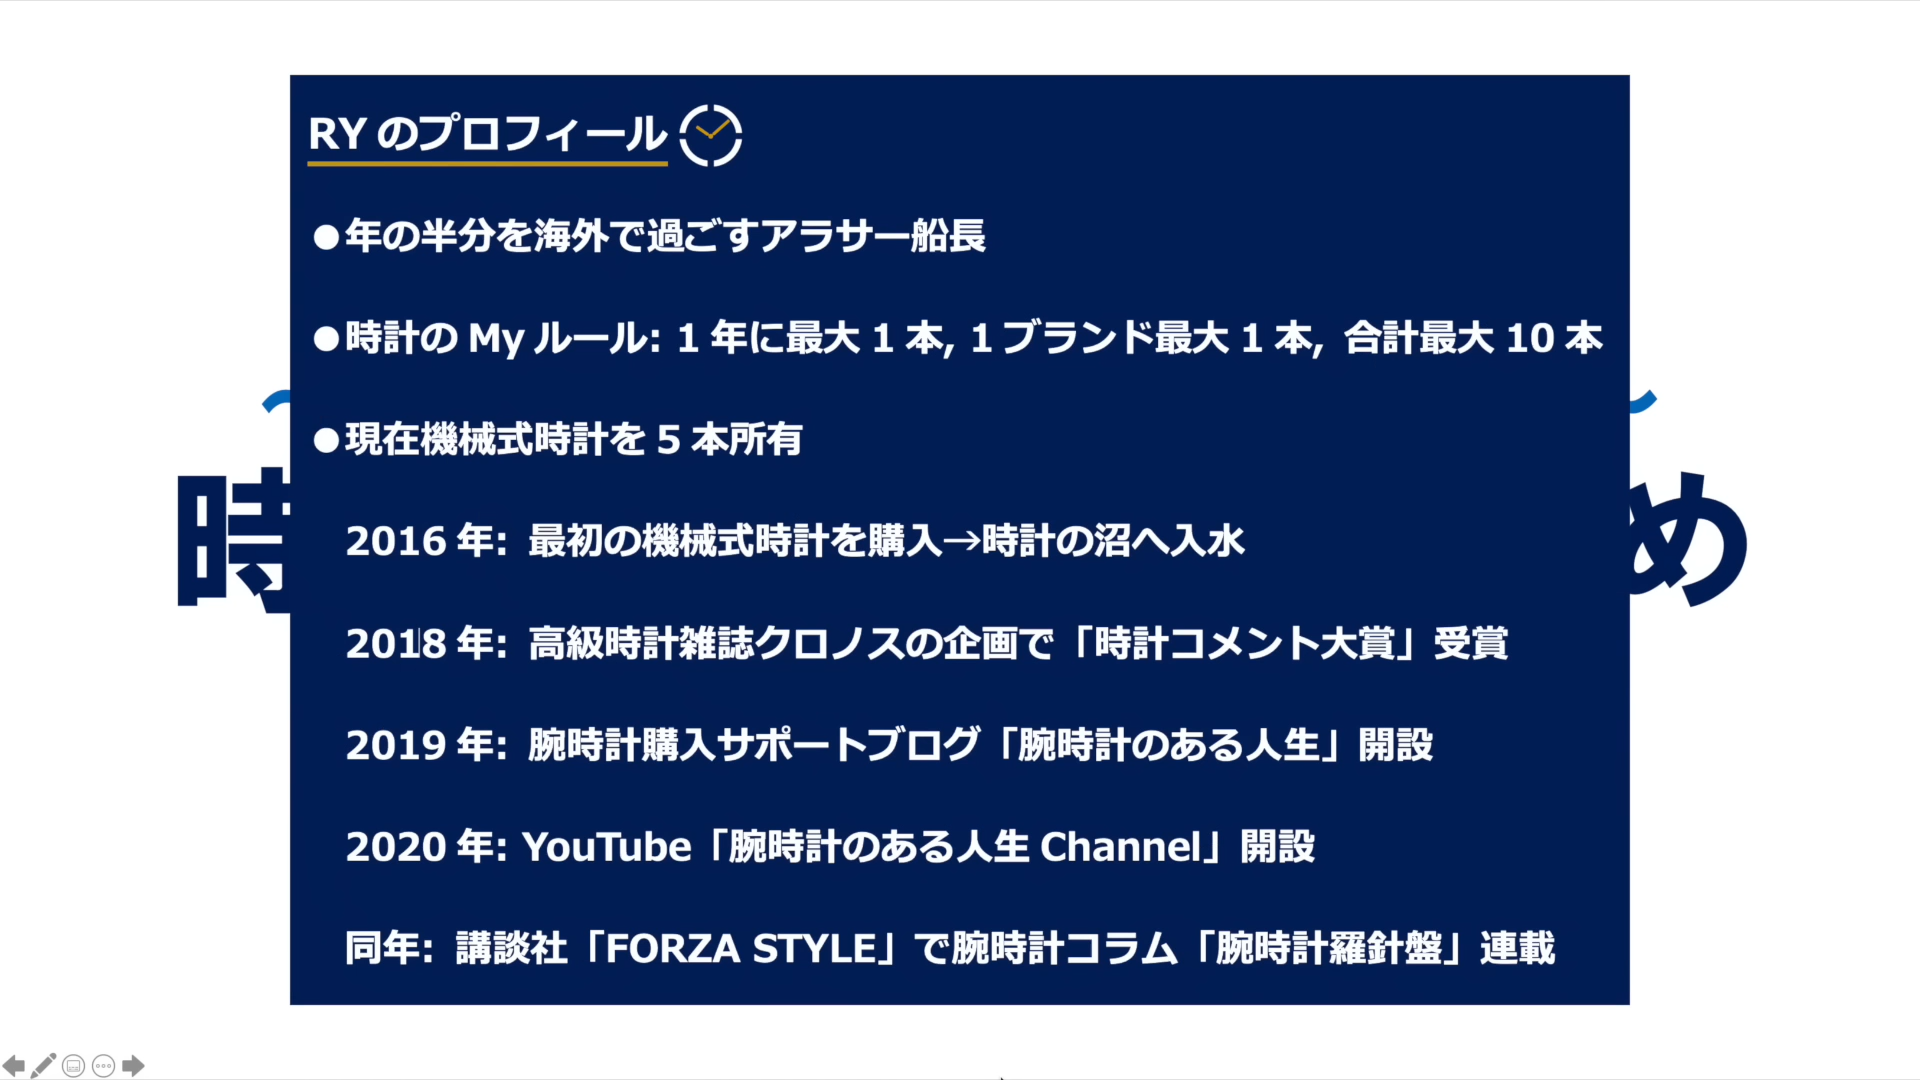 RYのプロフィール
●年の半分を海外で過ごすアラサー船長
●時計のMyルール: 1年に最大1本, 1ブランド最大1本, 合計最大10本
●現在機械式時計を5本所有
2016年: 最初の機械式時計を購入→時計の沼へ入水
2018年: 高級時計雑誌クロノスの企画で「時計コメント大賞」受賞
2019年: 腕時計購入サポートブログ「腕時計のある人生」開設
2020年: YouTube「腕時計のある人生Channel」開設
同年: 講談社「FORZA STYLE」で腕時計コラム「腕時計羅針盤」連載
時
め